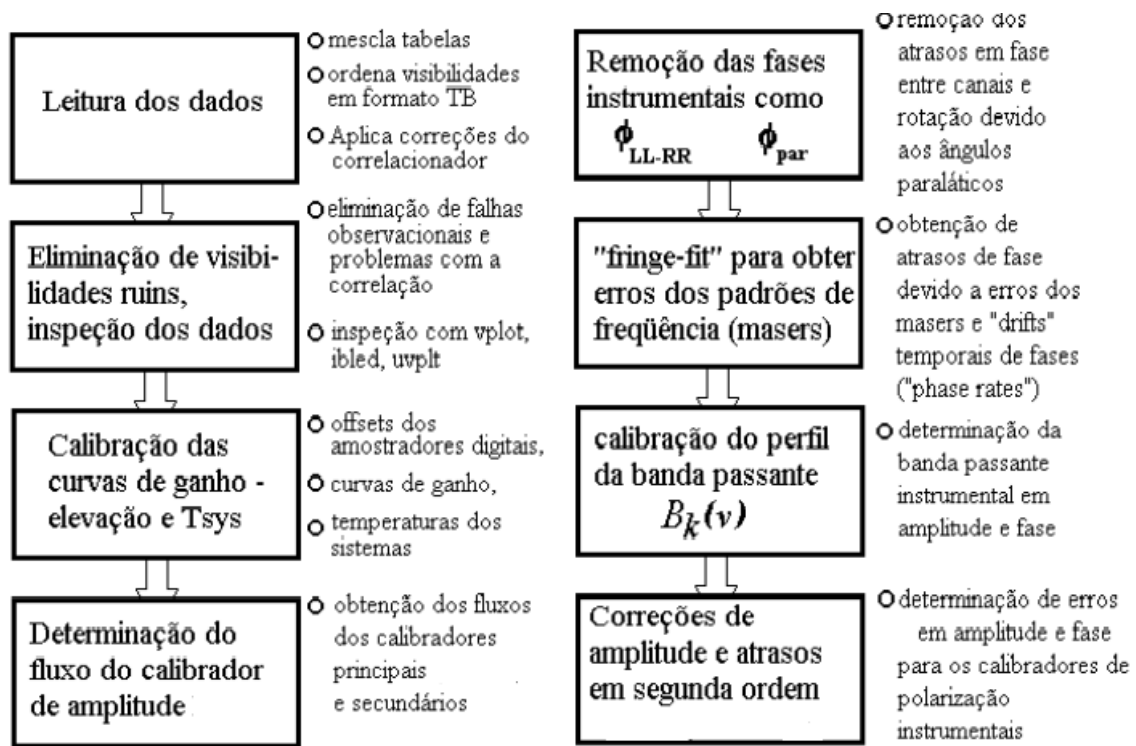 Leitura dos dados
mescla tabelas
ordena visibilidades
em formato TB
Aplica correções do
correlacionador
Eliminação de visibi-
lidades ruins,
inspeção dos dados
eliminação de falhas
observacionais e
problemas com a
correlação
inspeção com vplot,
ibled, uvplt
Calibração das
curvas de ganho -
elevação e Tsys
offsets dos
amostradores digitais,
curvas de ganho,
temperaturas dos
sistemas
Determinação do
fluxo do calibrador
de amplitude
obtenção dos fluxos
dos calibradores
principais
e secundários
Remoção das fases
instrumentais como
ϕLL-RR ϕpar
remoção dos
atrasos em fase
entre canais e
rotação devido
aos ângulos
paraláticos
"fringe-fit" para obter
erros dos padrões de
freqüência (masers)
obtenção de
atrasos de fase
devido a erros dos
masers e "drifts"
temporais de fases
("phase rates")
calibração do perfil
da banda passante
Bk(ν)
determinação da
banda passante
instrumental em
amplitude e fase
Correções de
amplitude e atrasos
em segunda ordem
determinação de erros
em amplitude e fase
para os calibradores de
polarização
instrumentais